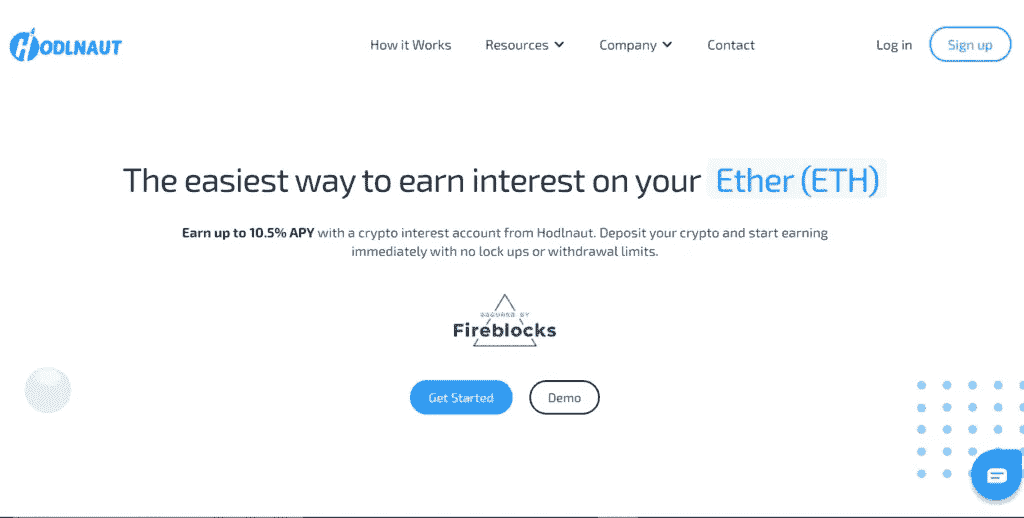 HODLNAUT
How it Works
Resources
Company
Contact
Log in
Sign up
The easiest way to earn interest on your Ether (ETH)
Earn up to 10.5% APY with a crypto interest account from Hodlnaut. Deposit your crypto and start earning
immediately with no lock ups or withdrawal limits.
SECURED BY
Fireblocks
Get Started
Demo